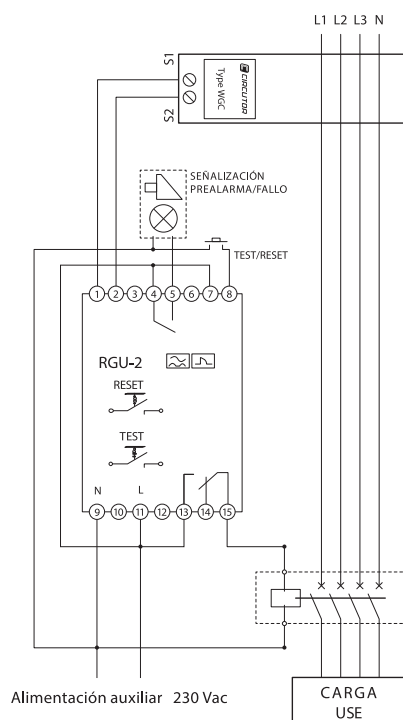 L1 L2 L3 N
S1
S2
CIRCUTOR
Type WGC
SEÑALIZACIÓN
PREALARMA/FALLO
TEST/RESET
1 2 3 4 5 6 7 8
RGU-2
RESET
TEST
N L
9 10 11 12 13 14 15
Alimentación auxiliar 230 Vac
CARGA
USE